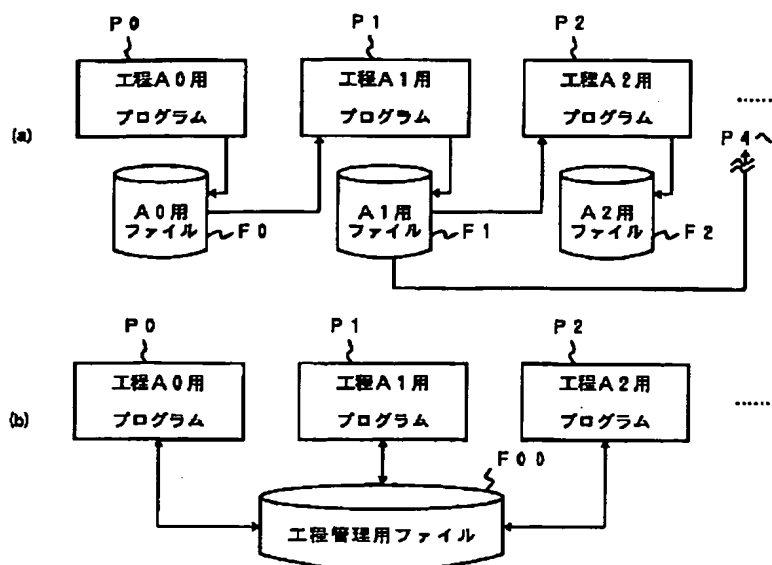 P0 P1 P2
工程A0用 工程A1用 工程A2用
プログラム プログラム プログラム
……
(a)
P4へ
A0用 A1用 A2用
ファイル ファイル ファイル
F0 F1 F2
P0 P1 P2
工程A0用 工程A1用 工程A2用
プログラム プログラム プログラム
……
(b)
F00
工程管理用ファイル